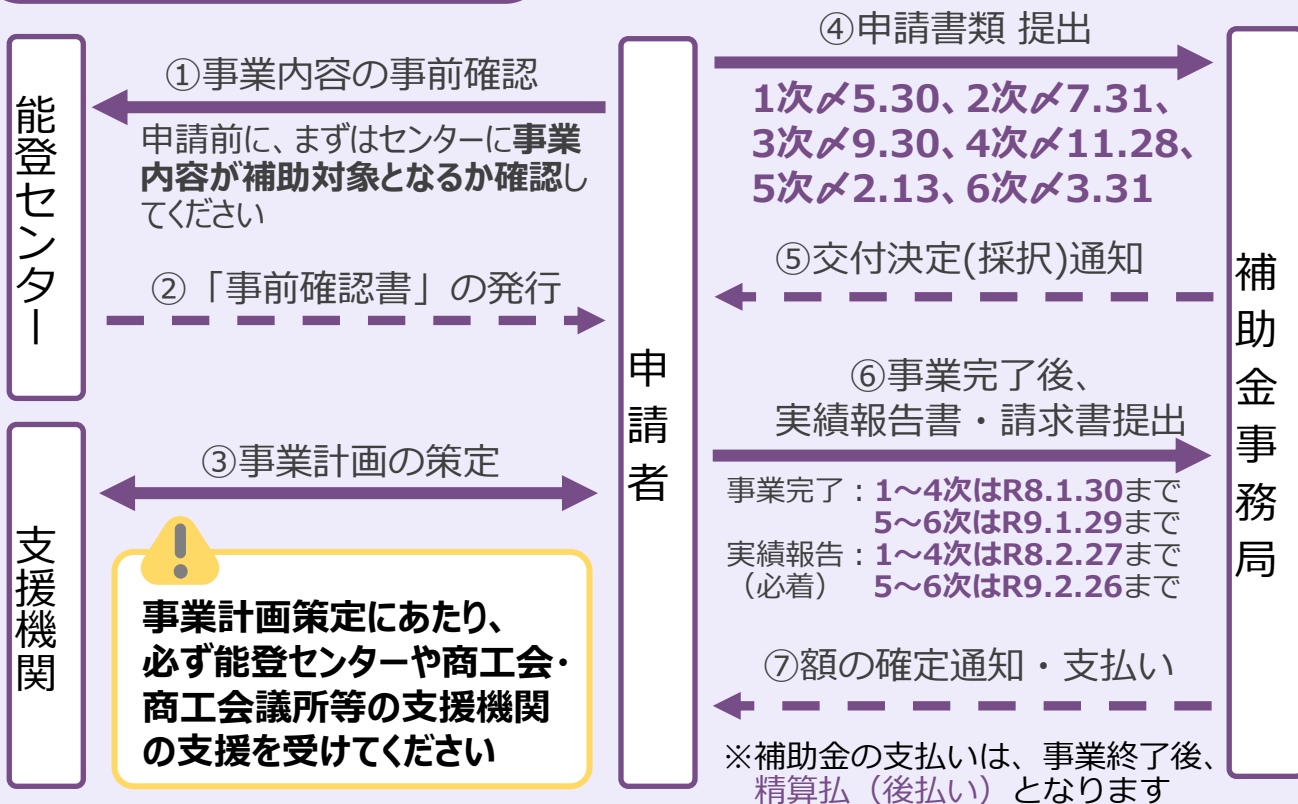 能登センター
①事業内容の事前確認
申請前に、まずはセンターに事業
内容が補助対象となるか確認し
てください
②「事前確認書」の発行
支援機関
③事業計画の策定
事業計画策定にあたり、
必ず能登センターや商工会・
商工会議所等の支援機関
の支援を受けてください
申請者
④申請書類 提出
1次〆5.30、2次〆7.31、
3次〆9.30、4次〆11.28、
5次〆2.13、6次〆3.31
⑤交付決定(採択)通知
⑥事業完了後、
実績報告書・請求書提出
事業完了：1～4次はR8.1.30まで
5～6次はR9.1.29まで
実績報告：1～4次はR8.2.27まで
（必着） 5～6次はR9.2.26まで
⑦額の確定通知・支払い
※補助金の支払いは、事業終了後、
精算払（後払い）となります
補助金事務局